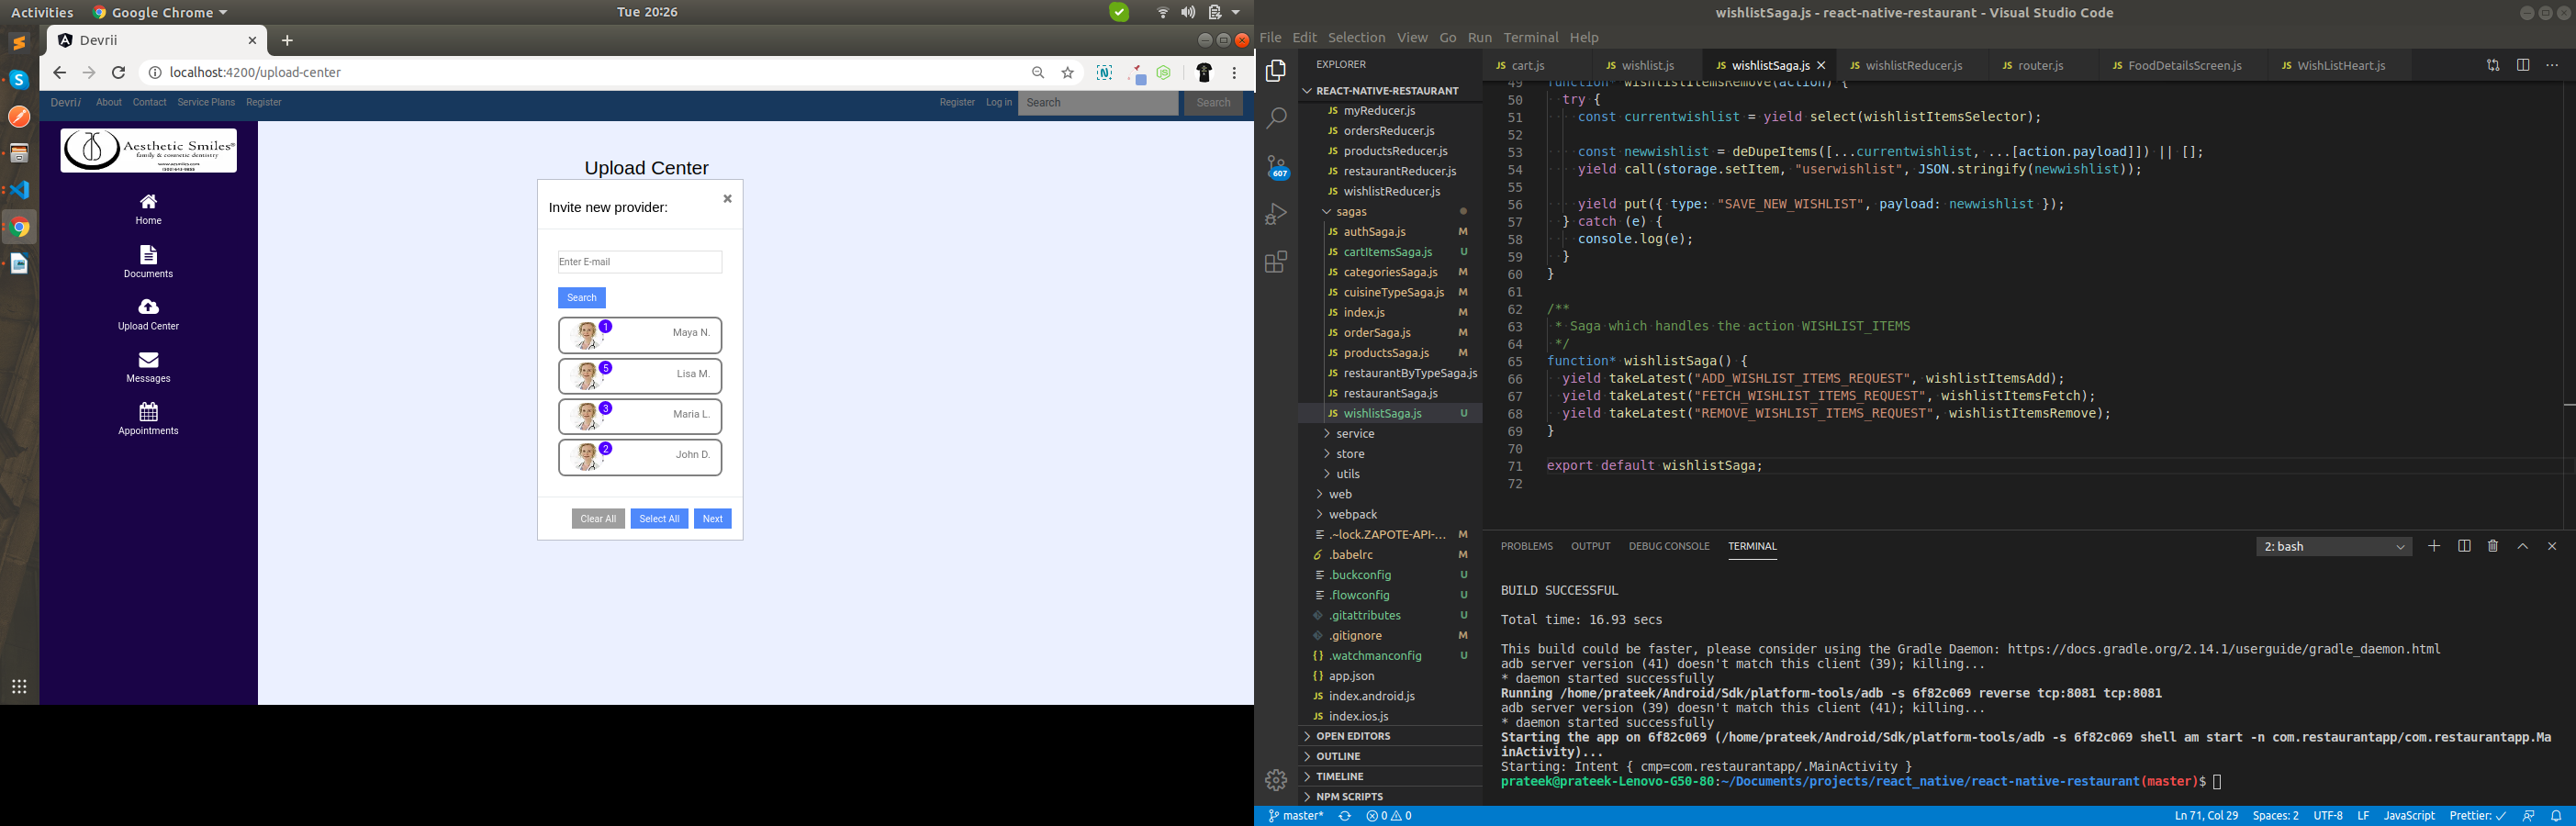 Activities Google Chrome Tue 20:26
Devrii
localhost:4200/upload-center
Devrii About Contact Service Plans Register Register Log in Search Search
Aesthetic Smiles®
family & cosmetic dentistry
Home
Documents
Upload Center
Messages
Appointments
Upload Center
Invite new provider:
Enter E-mail
Search
1 Maya N.
5 Lisa M.
3 Maria L.
2 John D.
Clear All Select All Next
wishlistSaga.js - react-native-restaurant - Visual Studio Code
File Edit Selection View Go Run Terminal Help
EXPLORER
REACT-NATIVE-RESTAURANT
607
myReducer.js
ordersReducer.js
productsReducer.js
restaurantReducer.js
wishlistReducer.js
sagas
authSaga.js M
cartItemsSaga.js U
categoriesSaga.js M
cuisineTypeSaga.js M
index.js M
orderSaga.js M
productsSaga.js M
restaurantByTypeSaga.js
restaurantSaga.js
wishlistSaga.js U
service
store
utils
web
webpack
.~lock.ZAPOTE-API-... M
.babelrc M
.buckconfig U
.flowconfig U
.gitattributes U
.gitignore M
.watchmanconfig U
app.json
index.android.js
index.ios.js
OPEN EDITORS
OUTLINE
TIMELINE
NPM SCRIPTS
cart.js wishlist.js wishlistSaga.js wishlistReducer.js router.js FoodDetailsScreen.js WishListHeart.js
49 function* wishlistItemsRemove(action) {
50 try {
51 const currentwishlist = yield select(wishlistItemsSelector);
52
53 const newwishlist = deDupeItems([...currentwishlist, ...[action.payload]]) || [];
54 yield call(storage.setItem, "userwishlist", JSON.stringify(newwishlist));
55
56 yield put({ type: "SAVE_NEW_WISHLIST", payload: newwishlist });
57 } catch (e) {
58 console.log(e);
59 }
60 }
61
62 /**
63 * Saga which handles the action WISHLIST_ITEMS
64 */
65 function* wishlistSaga() {
66 yield takeLatest("ADD_WISHLIST_ITEMS_REQUEST", wishlistItemsAdd);
67 yield takeLatest("FETCH_WISHLIST_ITEMS_REQUEST", wishlistItemsFetch);
68 yield takeLatest("REMOVE_WISHLIST_ITEMS_REQUEST", wishlistItemsRemove);
69 }
70
71 export default wishlistSaga;
72
PROBLEMS OUTPUT DEBUG CONSOLE TERMINAL 2: bash
BUILD SUCCESSFUL
Total time: 16.93 secs
This build could be faster, please consider using the Gradle Daemon: https://docs.gradle.org/2.14.1/userguide/gradle_daemon.html
adb server version (41) doesn't match this client (39); killing...
* daemon started successfully
Running /home/prateek/Android/Sdk/platform-tools/adb -s 6f82c069 reverse tcp:8081 tcp:8081
adb server version (39) doesn't match this client (41); killing...
* daemon started successfully
Starting the app on 6f82c069 (/home/prateek/Android/Sdk/platform-tools/adb -s 6f82c069 shell am start -n com.restaurantapp/com.restaurantapp.Ma
inActivity)...
Starting: Intent { cmp=com.restaurantapp/.MainActivity }
prateek@prateek-Lenovo-G50-80:~/Documents/projects/react_native/react-native-restaurant(master)$
master* 0 0 Ln 71, Col 29 Spaces: 2 UTF-8 LF JavaScript Prettier: ✓